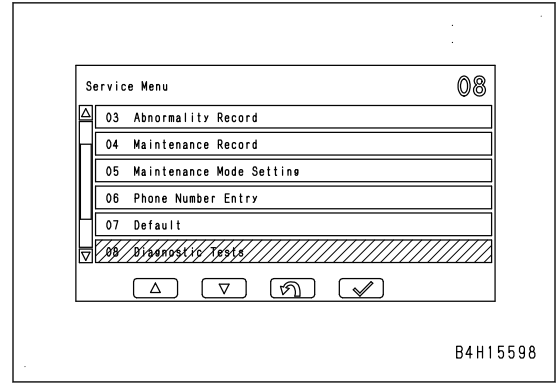 Service Menu 08
03 Abnormality Record
04 Maintenance Record
05 Maintenance Mode Setting
06 Phone Number Entry
07 Default
08 Diagnostic Tests
B4H15598